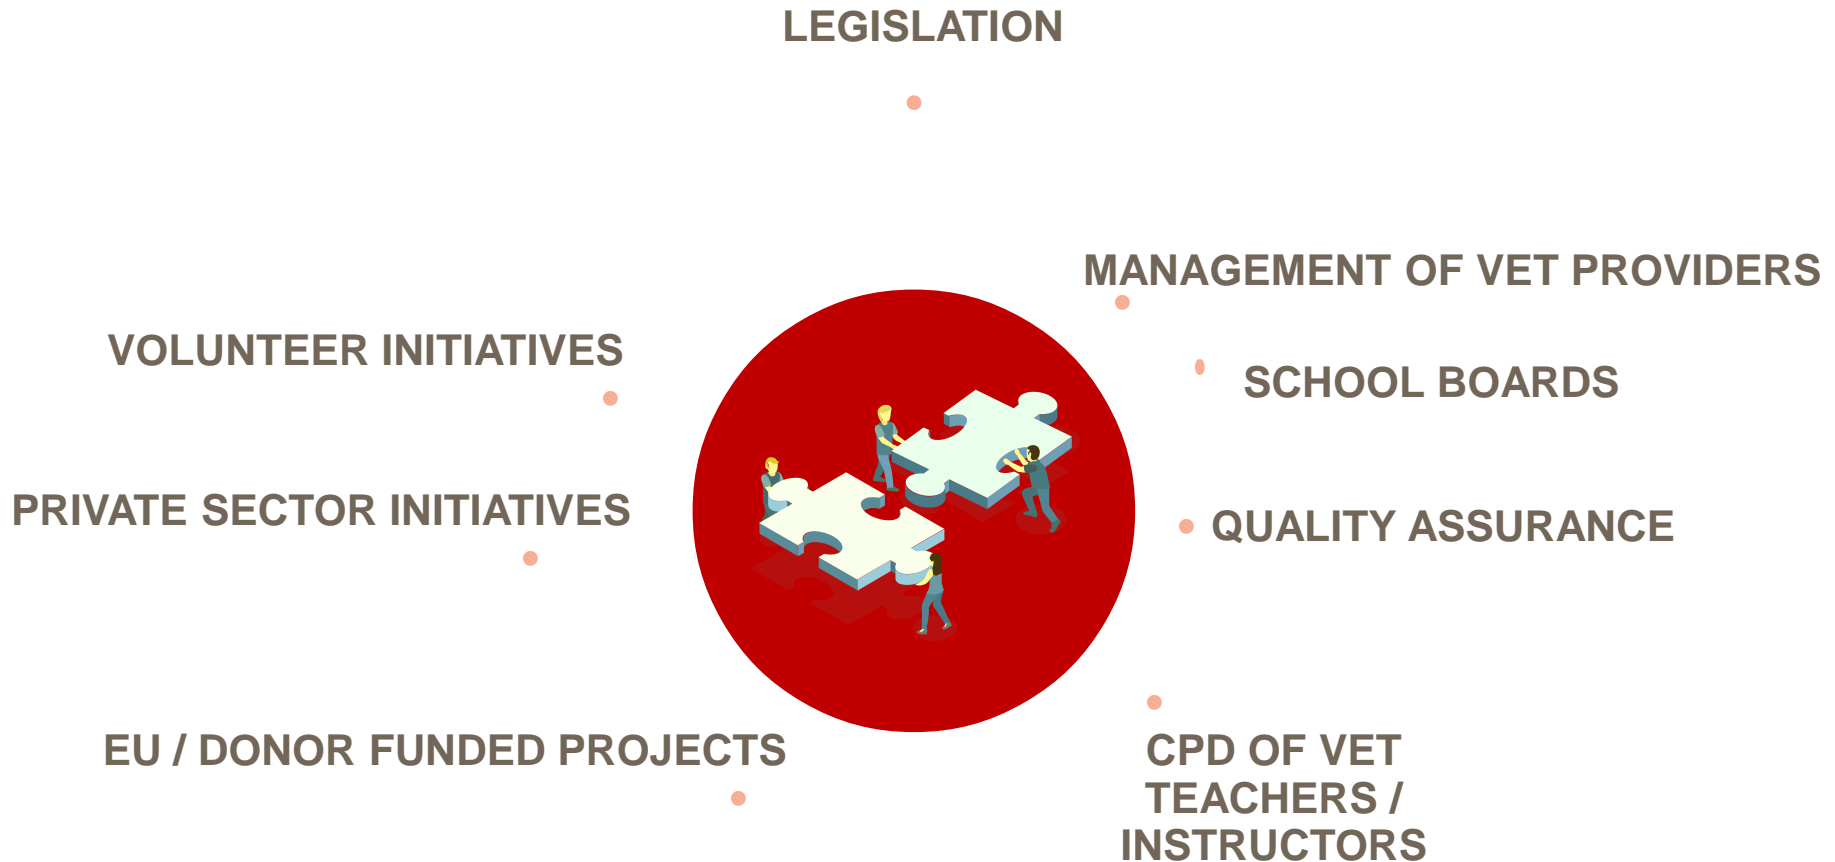 LEGISLATION
MANAGEMENT OF VET PROVIDERS
VOLUNTEER INITIATIVES
SCHOOL BOARDS
PRIVATE SECTOR INITIATIVES
QUALITY ASSURANCE
EU / DONOR FUNDED PROJECTS
CPD OF VET
TEACHERS /
INSTRUCTORS